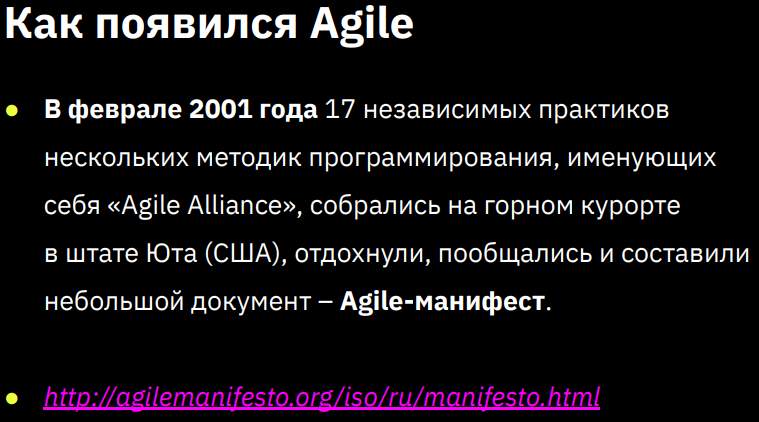 Как появился Agile
● В феврале 2001 года 17 независимых практиков
нескольких методик программирования, именующих
себя «Agile Alliance», собрались на горном курорте
в штате Юта (США), отдохнули, пообщались и составили
небольшой документ – Agile-манифест.
● http://agilemanifesto.org/iso/ru/manifesto.html